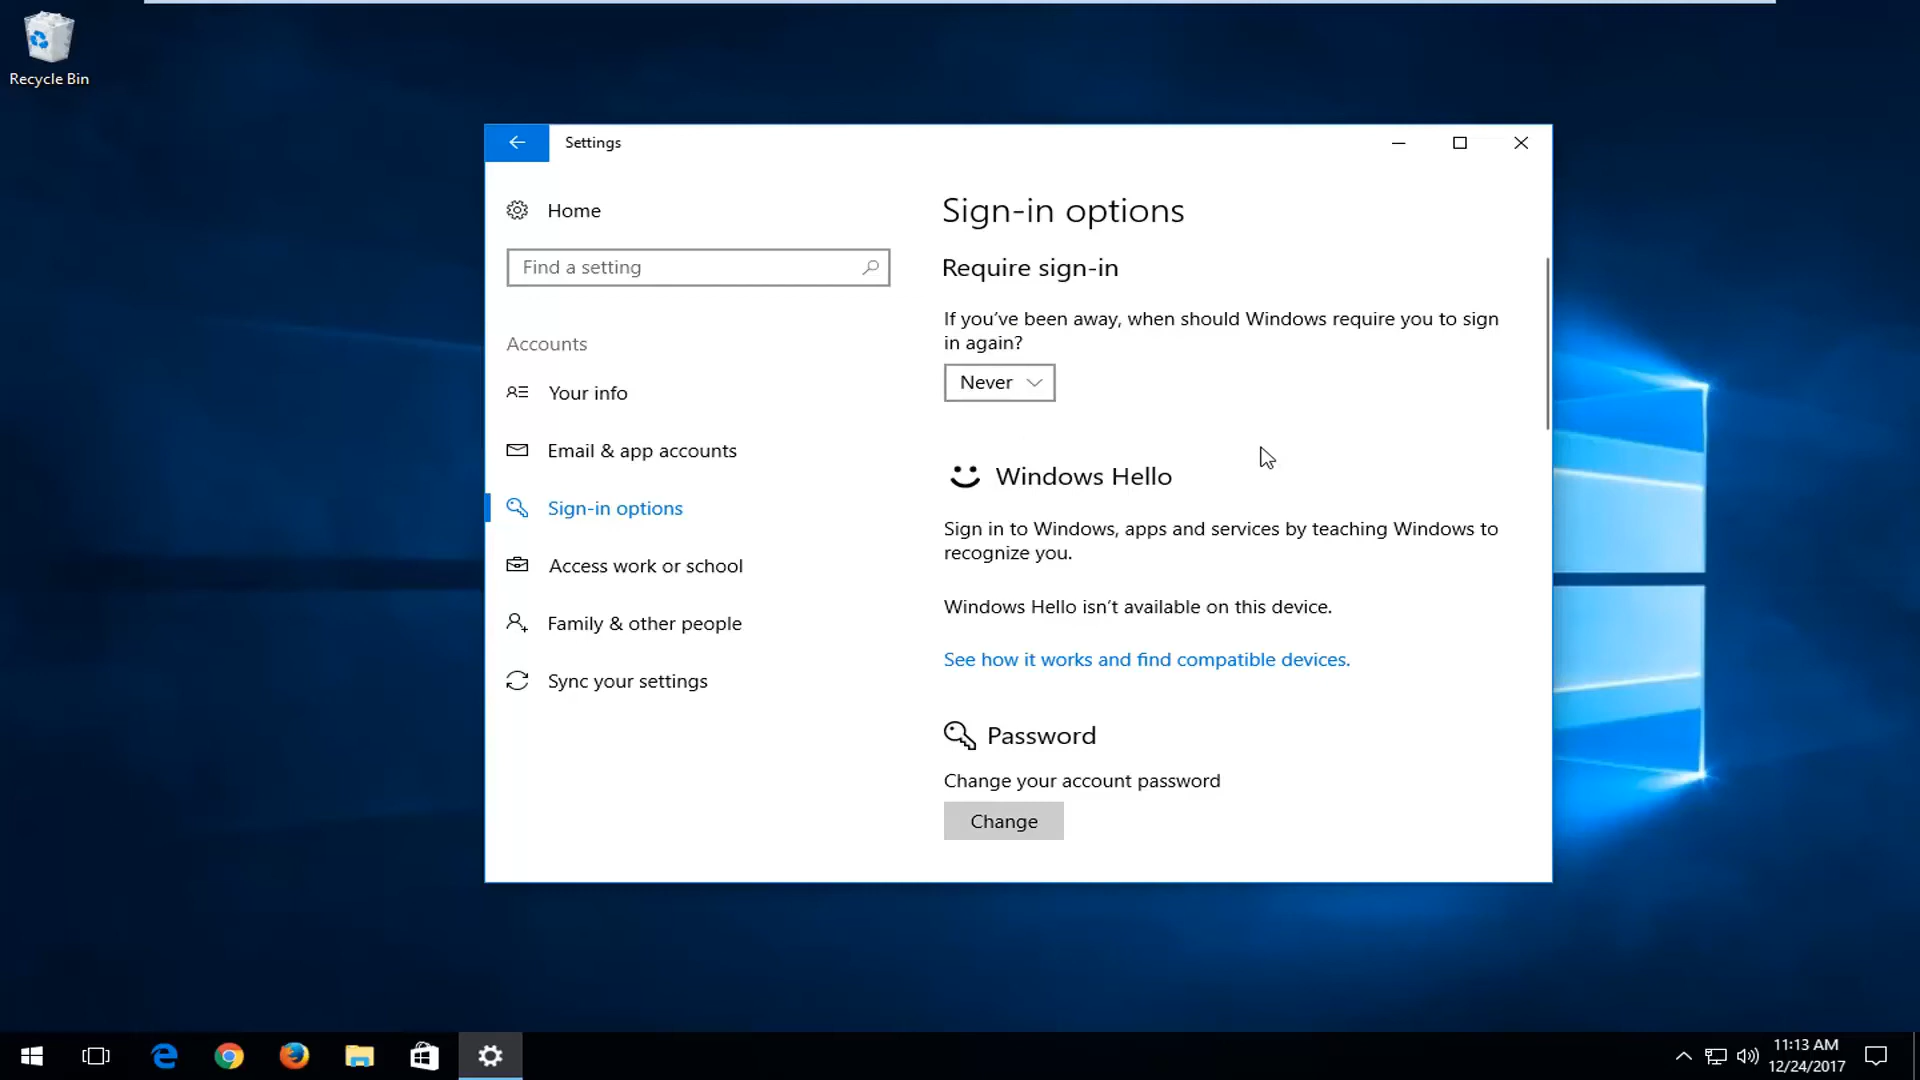 Recycle Bin
Settings
Home
Find a setting
Accounts
Your info
Email & app accounts
Sign-in options
Access work or school
Family & other people
Sync your settings
Sign-in options
Require sign-in
If you’ve been away, when should Windows require you to sign
in again?
Never
Windows Hello
Sign in to Windows, apps and services by teaching Windows to
recognize you.
Windows Hello isn’t available on this device.
See how it works and find compatible devices.
Password
Change your account password
Change
11:13 AM
12/24/2017